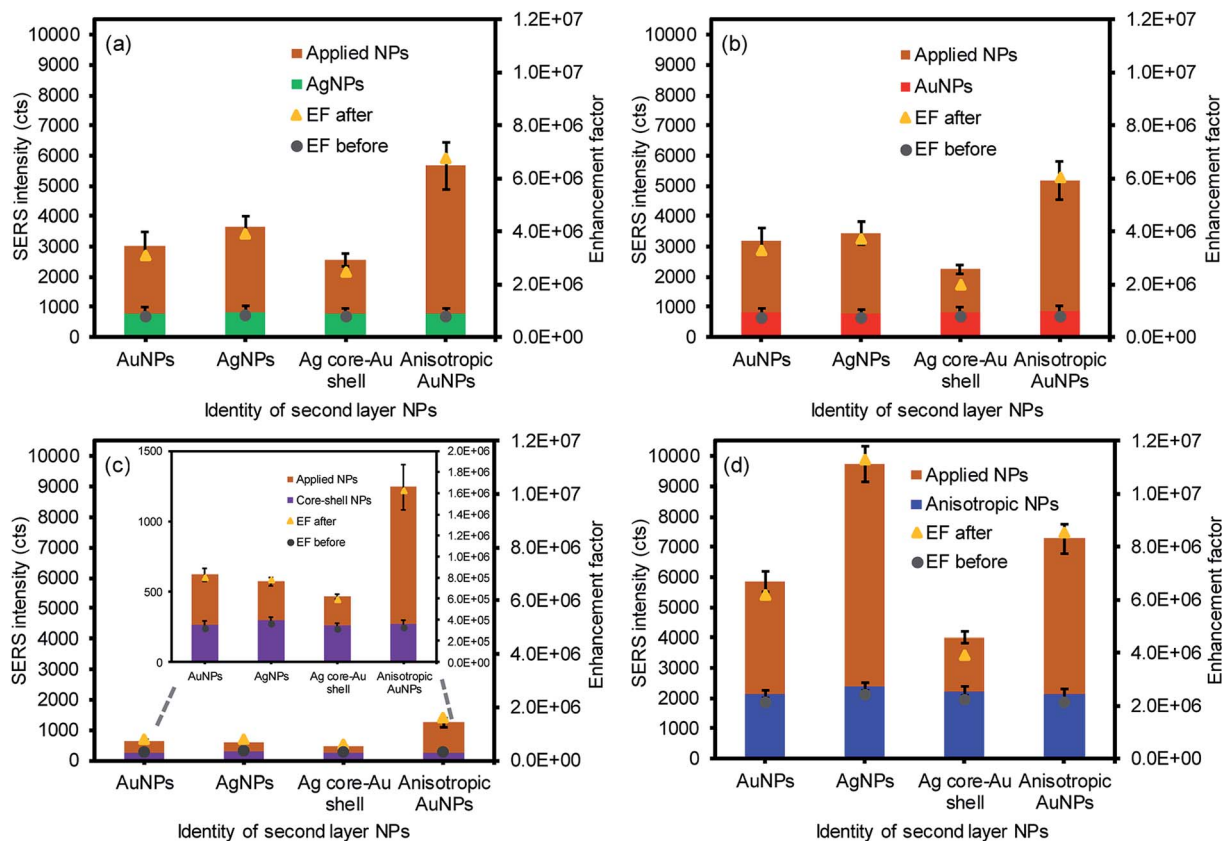 (a)
10000
9000
8000
7000
6000
5000
4000
3000
2000
1000
0
SERS intensity (cts)
Applied NPs
AgNPs
EF after
EF before
1.2E+07
1.0E+07
8.0E+06
6.0E+06
4.0E+06
2.0E+06
0.0E+00
Enhancement factor
AuNPs
AgNPs
Ag core-Au
shell
Anisotropic
AuNPs
Identity of second layer NPs
(b)
10000
9000
8000
7000
6000
5000
4000
3000
2000
1000
0
SERS intensity (cts)
Applied NPs
AuNPs
EF after
EF before
1.2E+07
1.0E+07
8.0E+06
6.0E+06
4.0E+06
2.0E+06
0.0E+00
Enhancement factor
AuNPs
AgNPs
Ag core-Au
shell
Anisotropic
AuNPs
Identity of second layer NPs
(c)
10000
9000
8000
7000
6000
5000
4000
3000
2000
1000
0
SERS intensity (cts)
1500
1000
500
0
Applied NPs
Core-shell NPs
EF after
EF before
2.0E+06
1.8E+06
1.6E+06
1.4E+06
1.2E+06
1.0E+06
8.0E+05
6.0E+05
4.0E+05
2.0E+05
0.0E+00
AuNPs
AgNPs
Ag core-Au
shell
Anisotropic
AuNPs
1.2E+07
1.0E+07
8.0E+06
6.0E+06
4.0E+06
2.0E+06
0.0E+00
Enhancement factor
AuNPs
AgNPs
Ag core-Au
shell
Anisotropic
AuNPs
Identity of second layer NPs
(d)
10000
9000
8000
7000
6000
5000
4000
3000
2000
1000
0
SERS intensity (cts)
Applied NPs
Anisotropic NPs
EF after
EF before
1.2E+07
1.0E+07
8.0E+06
6.0E+06
4.0E+06
2.0E+06
0.0E+00
Enhancement factor
AuNPs
AgNPs
Ag core-Au
shell
Anisotropic
AuNPs
Identity of second layer NPs